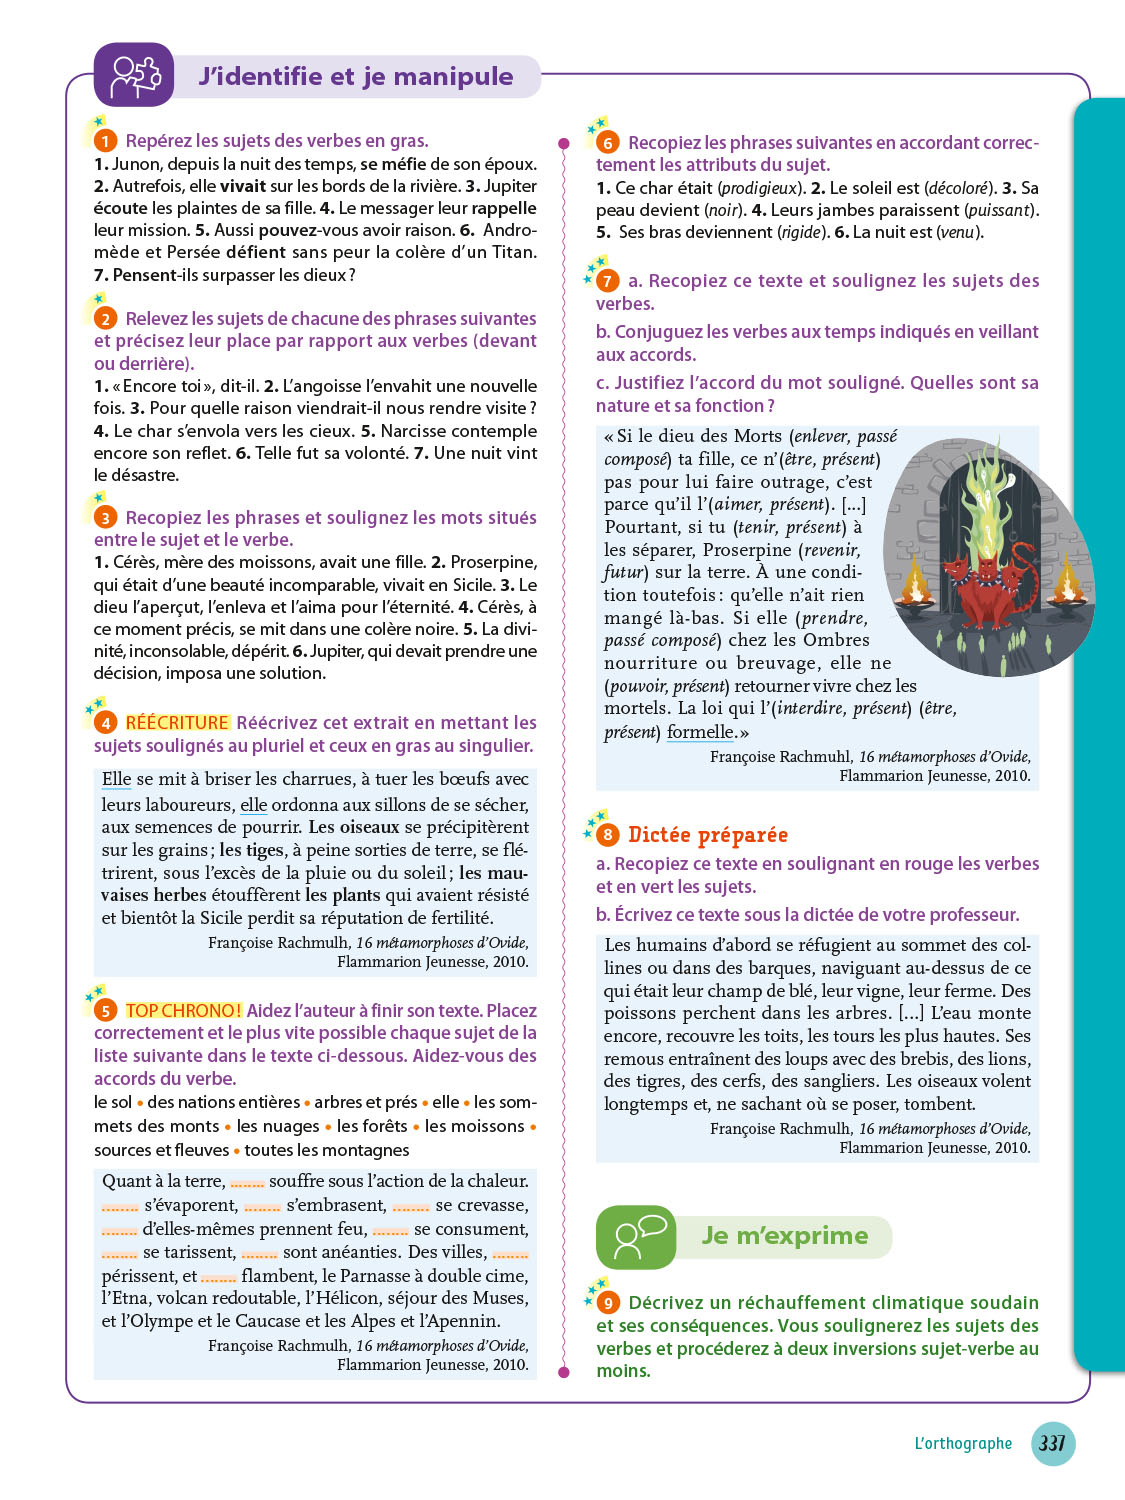 J'identifie et je manipule
1 Repérez les sujets des verbes en gras.
1. Junon, depuis la nuit des temps, se méfie de son époux.
2. Autrefois, elle vivait sur les bords de la rivière. 3. Jupiter
écoute les plaintes de sa fille. 4. Le messager leur rappelle
leur mission. 5. Aussi pouvez-vous avoir raison. 6. Andro-
mède et Persée défient sans peur la colère d'un Titan.
7. Pensent-ils surpasser les dieux ?
2 Relevez les sujets de chacune des phrases suivantes
et précisez leur place par rapport aux verbes (devant
ou derrière).
1. « Encore toi », dit-il. 2. L'angoisse l'envahit une nouvelle
fois. 3. Pour quelle raison viendrait-il nous rendre visite ?
4. Le char s'envola vers les cieux. 5. Narcisse contemple
encore son reflet. 6. Telle fut sa volonté. 7. Une nuit vint
le désastre.
3 Recopiez les phrases et soulignez les mots situés
entre le sujet et le verbe.
1. Cérès, mère des moissons, avait une fille. 2. Proserpine,
qui était d'une beauté incomparable, vivait en Sicile. 3. Le
dieu l'aperçut, l'enleva et l'aima pour l'éternité. 4. Cérès, à
ce moment précis, se mit dans une colère noire. 5. La divi-
nité, inconsolable, dépérit. 6. Jupiter, qui devait prendre une
décision, imposa une solution.
4 RÉÉCRITURE Réécrivez cet extrait en mettant les
sujets soulignés au pluriel et ceux en gras au singulier.
Elle se mit à briser les charrues, à tuer les bœufs avec
leurs laboureurs, elle ordonna aux sillons de se sécher,
aux semences de pourrir. Les oiseaux se précipitèrent
sur les grains ; les tiges, à peine sorties de terre, se flé-
trirent, sous l'excès de la pluie ou du soleil ; les mau-
vaises herbes étouffèrent les plants qui avaient résisté
et bientôt la Sicile perdit sa réputation de fertilité.
Françoise Rachmulh, 16 métamorphoses d'Ovide,
Flammarion Jeunesse, 2010.
5 TOP CHRONO ! Aidez l'auteur à finir son texte. Placez
correctement et le plus vite possible chaque sujet de la
liste suivante dans le texte ci-dessous. Aidez-vous des
accords du verbe.
le sol • des nations entières • arbres et prés • elle • les som-
mets des monts • les nuages • les forêts • les moissons •
sources et fleuves • toutes les montagnes
Quant à la terre, ........ souffre sous l'action de la chaleur.
........ s'évaporent, ........ s'embrasent, ........ se crevasse,
........ d'elles-mêmes prennent feu, ........ se consument,
........ se tarissent, ........ sont anéanties. Des villes, ........
périssent, et ........ flambent, le Parnasse à double cime,
l'Etna, volcan redoutable, l'Hélicon, séjour des Muses,
et l'Olympe et le Caucase et les Alpes et l'Apennin.
Françoise Rachmulh, 16 métamorphoses d'Ovide,
Flammarion Jeunesse, 2010.
6 Recopiez les phrases suivantes en accordant correc-
tement les attributs du sujet.
1. Ce char était (prodigieux). 2. Le soleil est (décoloré). 3. Sa
peau devient (noir). 4. Leurs jambes paraissent (puissant).
5. Ses bras deviennent (rigide). 6. La nuit est (venu).
7 a. Recopiez ce texte et soulignez les sujets des
verbes.
b. Conjuguez les verbes aux temps indiqués en veillant
aux accords.
c. Justifiez l'accord du mot souligné. Quelles sont sa
nature et sa fonction ?
« Si le dieu des Morts (enlever, passé
composé) ta fille, ce n'(être, présent)
pas pour lui faire outrage, c'est
parce qu'il l'(aimer, présent). [...]
Pourtant, si tu (tenir, présent) à
les séparer, Proserpine (revenir,
futur) sur la terre. À une condi-
tion toutefois : qu'elle n'ait rien
mangé là-bas. Si elle (prendre,
passé composé) chez les Ombres
nourriture ou breuvage, elle ne
(pouvoir, présent) retourner vivre chez les
mortels. La loi qui l'(interdire, présent) (être,
présent) formelle. »
Françoise Rachmuhl, 16 métamorphoses d'Ovide,
Flammarion Jeunesse, 2010.
8 Dictée préparée
a. Recopiez ce texte en soulignant en rouge les verbes
et en vert les sujets.
b. Écrivez ce texte sous la dictée de votre professeur.
Les humains d'abord se réfugient au sommet des col-
lines ou dans des barques, naviguant au-dessus de ce
qui était leur champ de blé, leur vigne, leur ferme. Des
poissons perchent dans les arbres. [...] L'eau monte
encore, recouvre les toits, les tours les plus hautes. Ses
remous entraînent des loups avec des brebis, des lions,
des tigres, des cerfs, des sangliers. Les oiseaux volent
longtemps et, ne sachant où se poser, tombent.
Françoise Rachmulh, 16 métamorphoses d'Ovide,
Flammarion Jeunesse, 2010.
Je m'exprime
9 Décrivez un réchauffement climatique soudain
et ses conséquences. Vous soulignerez les sujets des
verbes et procéderez à deux inversions sujet-verbe au
moins.
L'orthographe 337